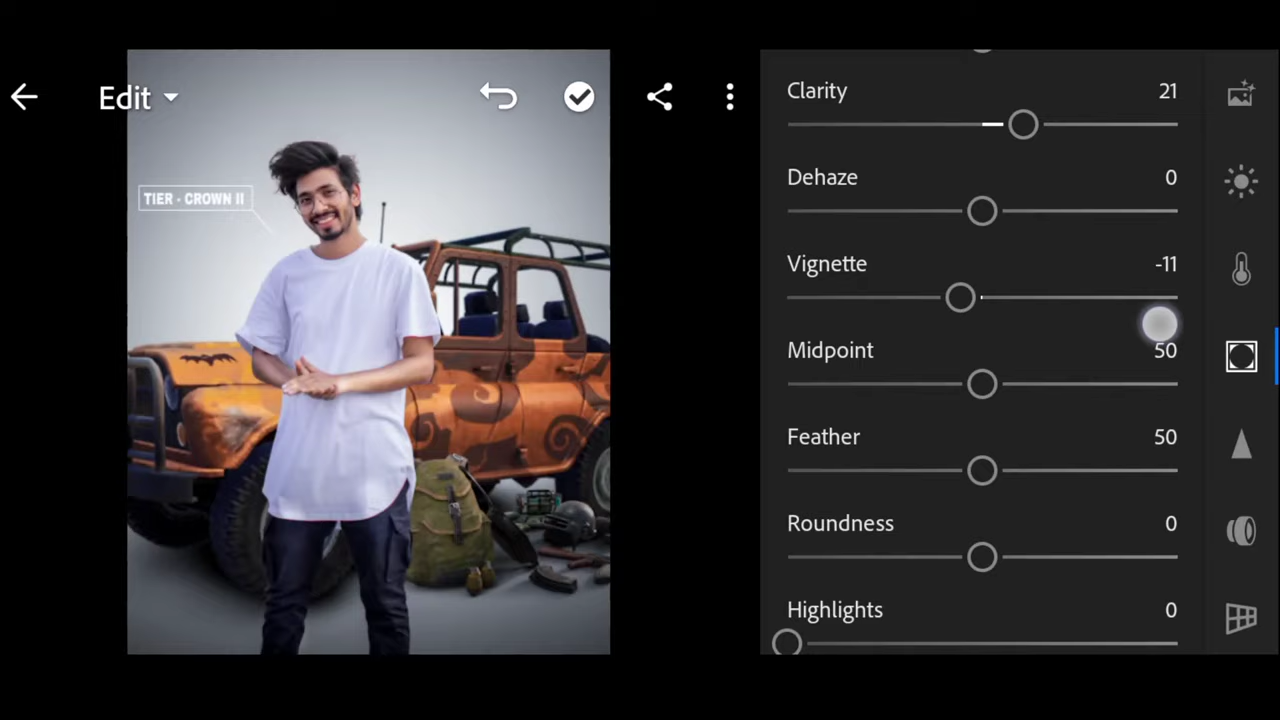 Edit
TIER · CROWN II
Clarity 21
Dehaze 0
Vignette -11
Midpoint 50
Feather 50
Roundness 0
Highlights 0